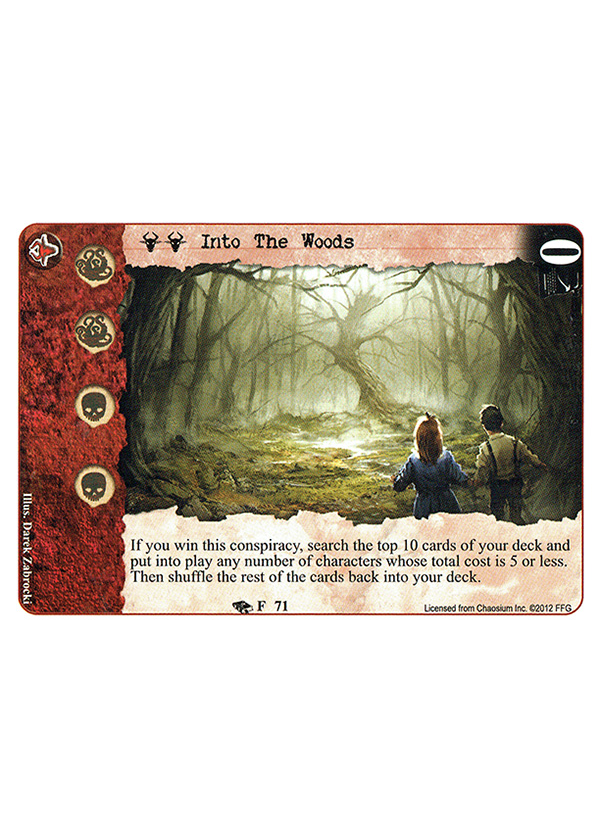 Into The Woods
0
If you win this conspiracy, search the top 10 cards of your deck and
put into play any number of characters whose total cost is 5 or less.
Then shuffle the rest of the cards back into your deck.
Illus. Darek Zabrocki
F 71
Licensed from Chaosium Inc. ©2012 FFG